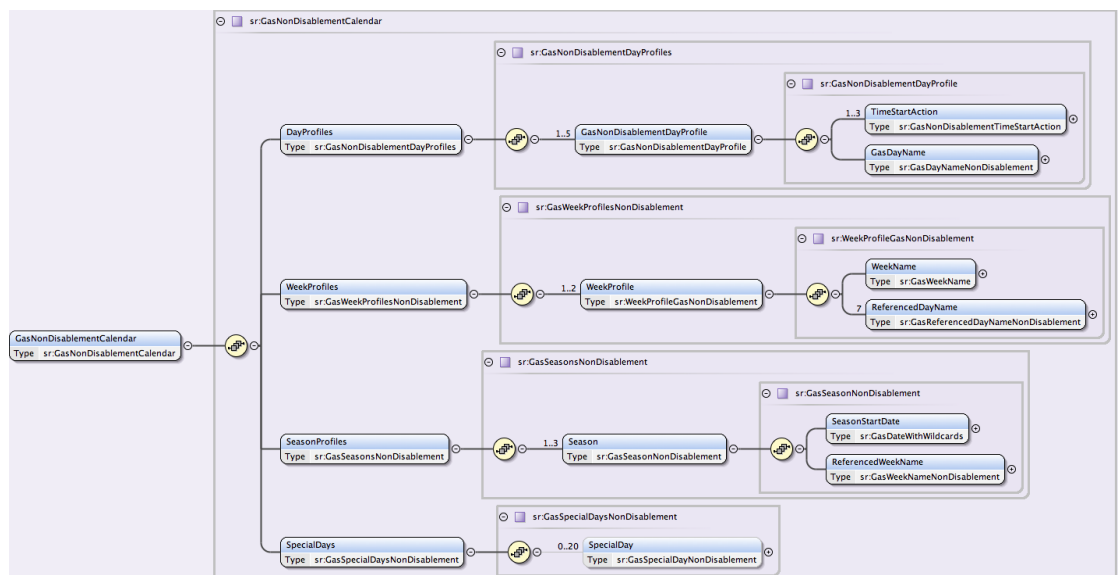 sr:GasNonDisablementCalendar
sr:GasNonDisablementDayProfiles
sr:GasNonDisablementDayProfile
1..3 TimeStartAction
Type sr:GasNonDisablementTimeStartAction
DayProfiles
Type sr:GasNonDisablementDayProfiles
1..5 GasNonDisablementDayProfile
Type sr:GasNonDisablementDayProfile
GasDayName
Type sr:GasDayNameNonDisablement
sr:GasWeekProfilesNonDisablement
sr:WeekProfileGasNonDisablement
WeekName
Type sr:GasWeekName
WeekProfiles
Type sr:GasWeekProfilesNonDisablement
1..2 WeekProfile
Type sr:WeekProfileGasNonDisablement
7 ReferencedDayName
Type sr:GasReferencedDayNameNonDisablement
GasNonDisablementCalendar
Type sr:GasNonDisablementCalendar
sr:GasSeasonsNonDisablement
sr:GasSeasonNonDisablement
SeasonStartDate
Type sr:GasDateWithWildcards
SeasonProfiles
Type sr:GasSeasonsNonDisablement
1..3 Season
Type sr:GasSeasonNonDisablement
ReferencedWeekName
Type sr:GasWeekNameNonDisablement
sr:GasSpecialDaysNonDisablement
SpecialDays
Type sr:GasSpecialDaysNonDisablement
0..20 SpecialDay
Type sr:GasSpecialDayNonDisablement